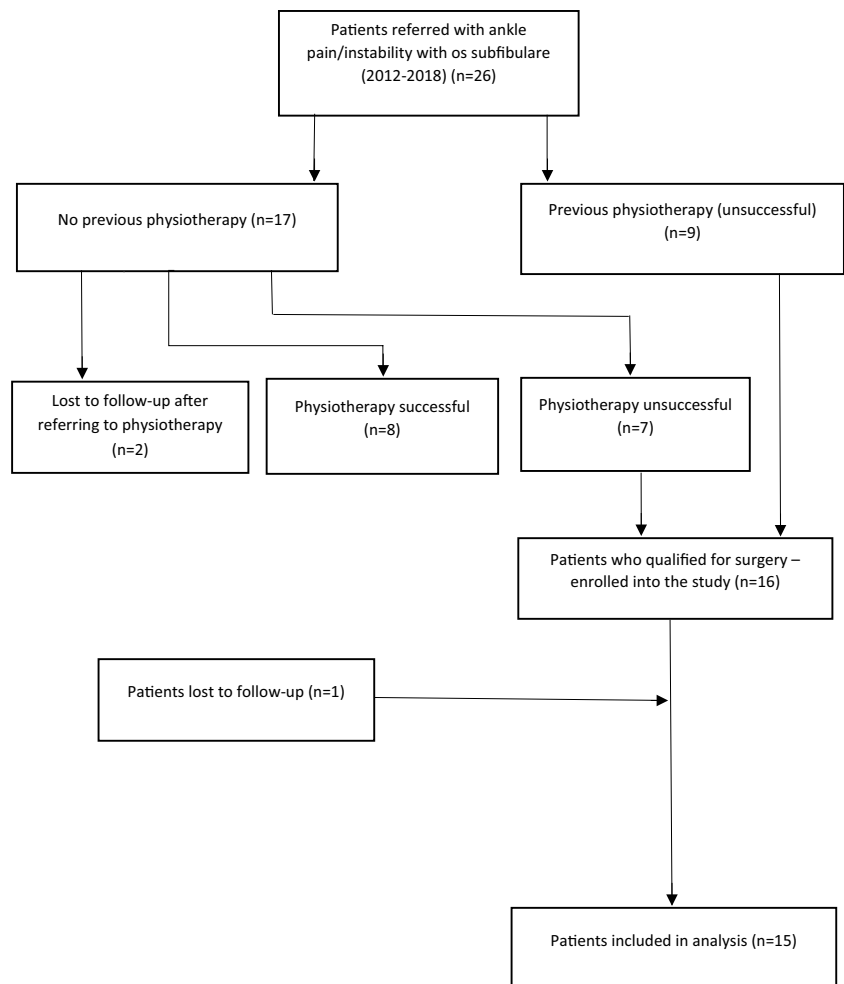 Patients referred with ankle
pain/instability with os subfibulare
(2012-2018) (n=26)
No previous physiotherapy (n=17)
Previous physiotherapy (unsuccessful)
(n=9)
Lost to follow-up after
referring to physiotherapy
(n=2)
Physiotherapy successful
(n=8)
Physiotherapy unsuccessful
(n=7)
Patients who qualified for surgery –
enrolled into the study (n=16)
Patients lost to follow-up (n=1)
Patients included in analysis (n=15)